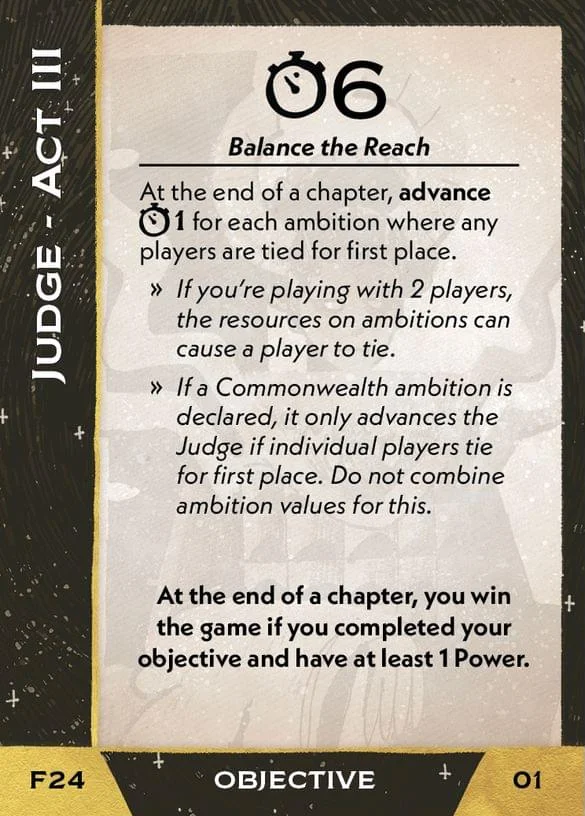 JUDGE - ACT III
06
Balance the Reach
At the end of a chapter, advance
1 for each ambition where any
players are tied for first place.
» If you're playing with 2 players,
the resources on ambitions can
cause a player to tie.
» If a Commonwealth ambition is
declared, it only advances the
Judge if individual players tie
for first place. Do not combine
ambition values for this.
At the end of a chapter, you win
the game if you completed your
objective and have at least 1 Power.
F24
OBJECTIVE
01